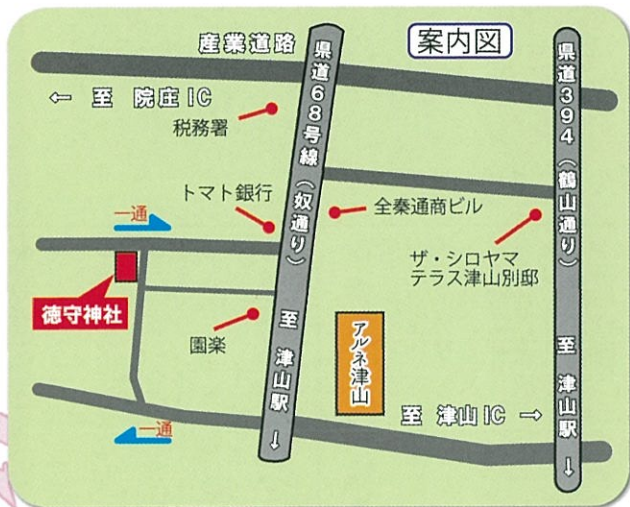 案内図
産業道路
県道68号線(奴通り) 至 津山駅 ↓
県道394(鶴山通り) 至 津山駅 ↓
← 至 院庄IC
税務署
トマト銀行
全秦通商ビル
ザ・シロヤマ
テラス津山別邸
一通
徳守神社
園楽
アルネ津山
至 津山IC →
一通